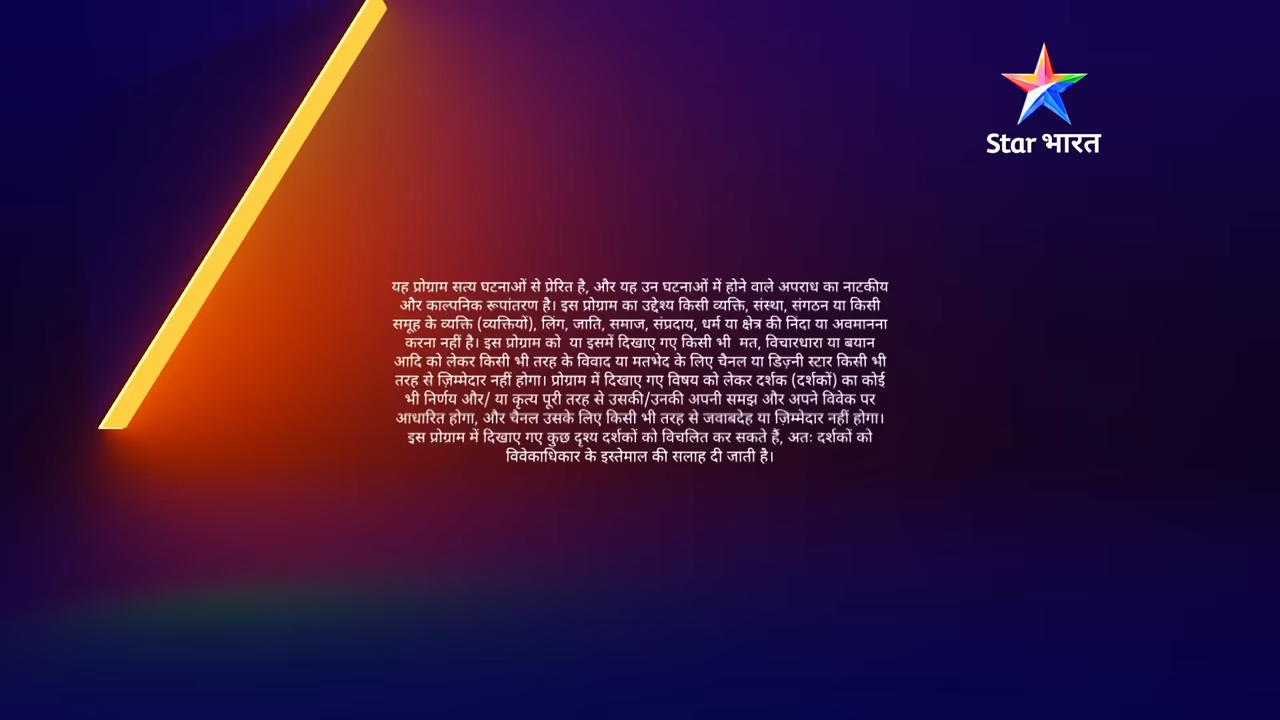 Star भारत
यह प्रोग्राम सत्य घटनाओं से प्रेरित है, और यह उन घटनाओं में होने वाले अपराध का नाटकीय
और काल्पनिक रूपांतरण है। इस प्रोग्राम का उद्देश्य किसी व्यक्ति, संस्था, संगठन या किसी
समूह के व्यक्ति (व्यक्तियों), लिंग, जाति, समाज, संप्रदाय, धर्म या क्षेत्र की निंदा या अवमानना
करना नहीं है। इस प्रोग्राम को या इसमें दिखाए गए किसी भी मत, विचारधारा या बयान
आदि को लेकर किसी भी तरह के विवाद या मतभेद के लिए चैनल या डिज़्नी स्टार किसी भी
तरह से ज़िम्मेदार नहीं होगा। प्रोग्राम में दिखाए गए विषय को लेकर दर्शक (दर्शकों) का कोई
भी निर्णय और/ या कृत्य पूरी तरह से उसकी/उनकी अपनी समझ और अपने विवेक पर
आधारित होगा, और चैनल उसके लिए किसी भी तरह से जवाबदेह या ज़िम्मेदार नहीं होगा।
इस प्रोग्राम में दिखाए गए कुछ दृश्य दर्शकों को विचलित कर सकते हैं, अतः दर्शकों को
विवेकाधिकार के इस्तेमाल की सलाह दी जाती है।